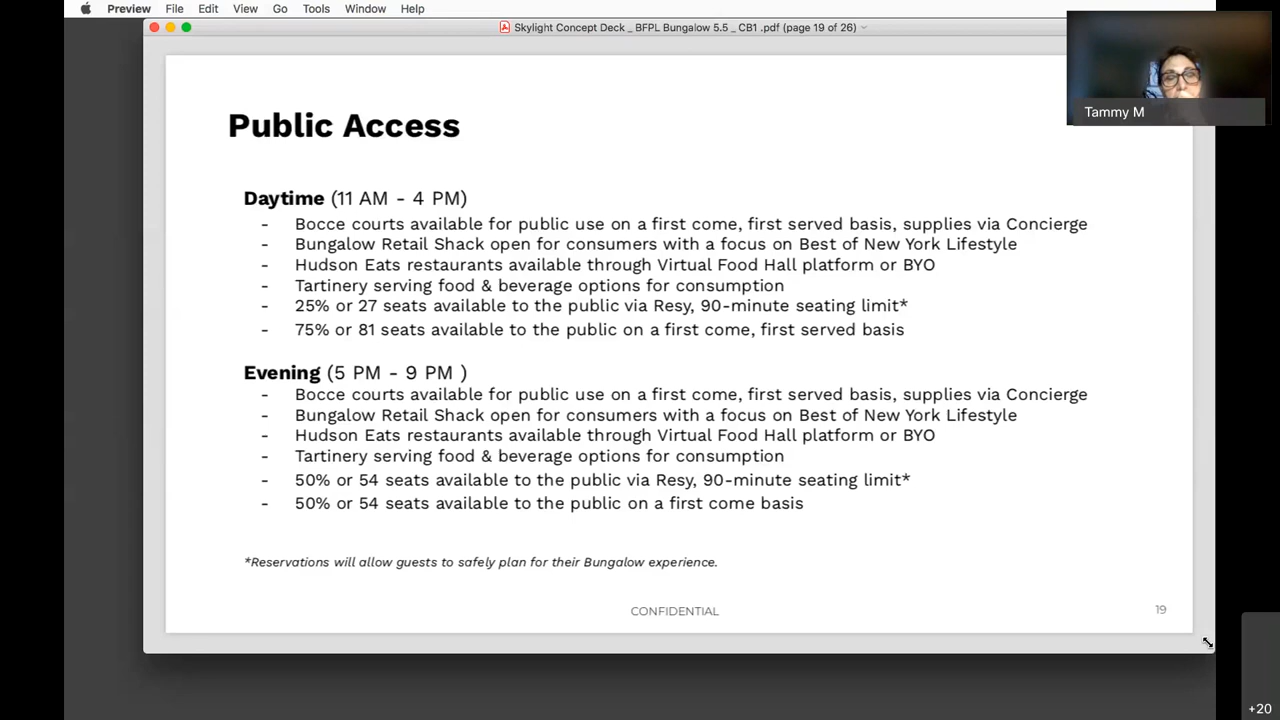 Preview File Edit View Go Tools Window Help
Skylight Concept Deck _ BFPL Bungalow 5.5 _ CB1 .pdf (page 19 of 26)
Tammy M
Public Access
Daytime (11 AM - 4 PM)
- Bocce courts available for public use on a first come, first served basis, supplies via Concierge
- Bungalow Retail Shack open for consumers with a focus on Best of New York Lifestyle
- Hudson Eats restaurants available through Virtual Food Hall platform or BYO
- Tartinery serving food & beverage options for consumption
- 25% or 27 seats available to the public via Resy, 90-minute seating limit*
- 75% or 81 seats available to the public on a first come, first served basis
Evening (5 PM - 9 PM )
- Bocce courts available for public use on a first come, first served basis, supplies via Concierge
- Bungalow Retail Shack open for consumers with a focus on Best of New York Lifestyle
- Hudson Eats restaurants available through Virtual Food Hall platform or BYO
- Tartinery serving food & beverage options for consumption
- 50% or 54 seats available to the public via Resy, 90-minute seating limit*
- 50% or 54 seats available to the public on a first come basis
*Reservations will allow guests to safely plan for their Bungalow experience.
CONFIDENTIAL
19
+20